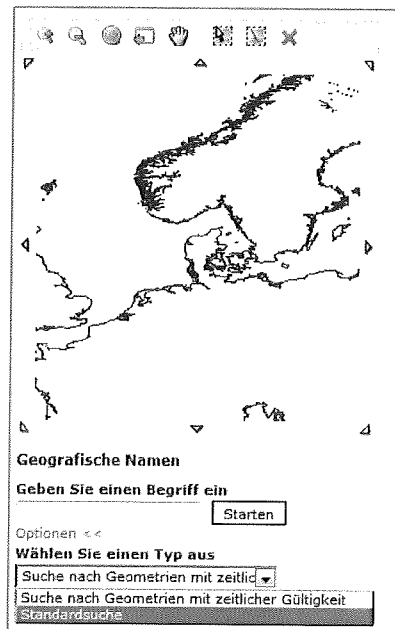 Geografische Namen
Geben Sie einen Begriff ein
Starten
Optionen <<
Wählen Sie einen Typ aus
Suche nach Geometrien mit zeitlic
Suche nach Geometrien mit zeitlicher Gültigkeit
Standardsuche